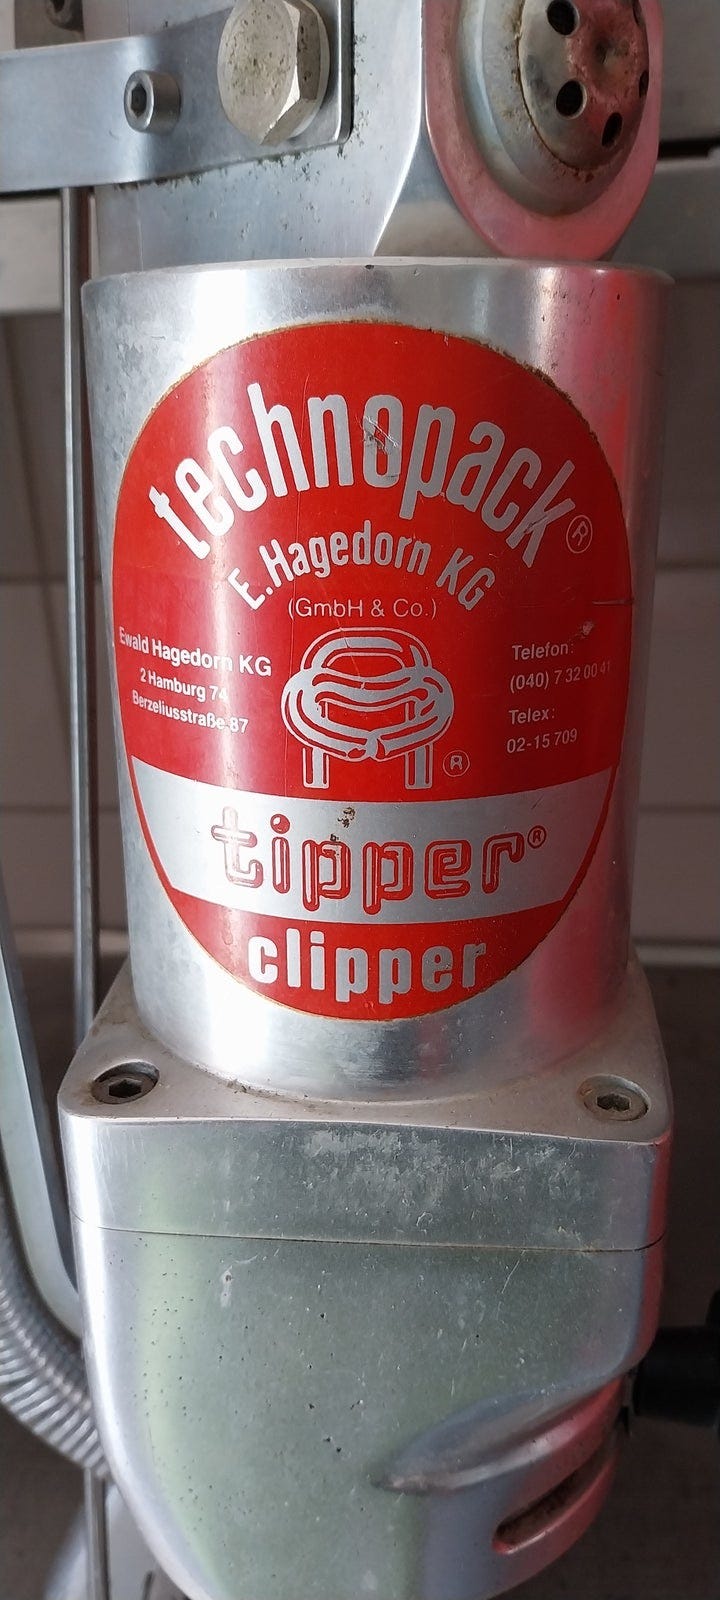 technopack®
E. Hagedorn KG
(GmbH & Co.)
Ewald Hagedorn KG
2 Hamburg 74
Berzeliusstraße 87
Telefon:
(040) 7 32 00 41
Telex:
02-15 709
®
tipper®
clipper